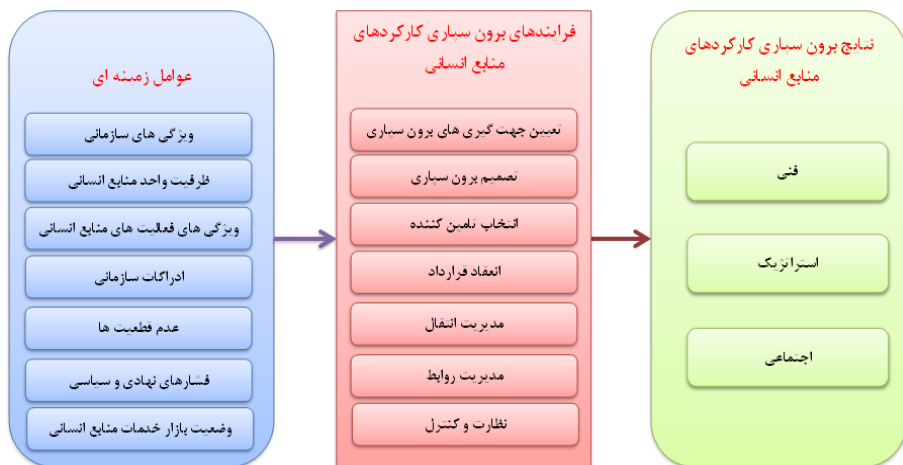 عوامل زمینه ای
ویژگی های سازمانی
ظرفیت واحد منابع انسانی
ویژگی های فعالیت های منابع انسانی
ادراکات سازمانی
عدم قطعیت ها
فشارهای نهادی و سیاسی
وضعیت بازار خدمات منابع انسانی
فرایندهای برون سپاری کارکردهای
منابع انسانی
تعیین جهت گیری های برون سپاری
تصمیم برون سپاری
انتخاب تامین کننده
انعقاد قرارداد
مدیریت انتقال
مدیریت روابط
نظارت و کنترل
نتایج برون سپاری کارکردهای
منابع انسانی
فنی
استراتژیک
اجتماعی